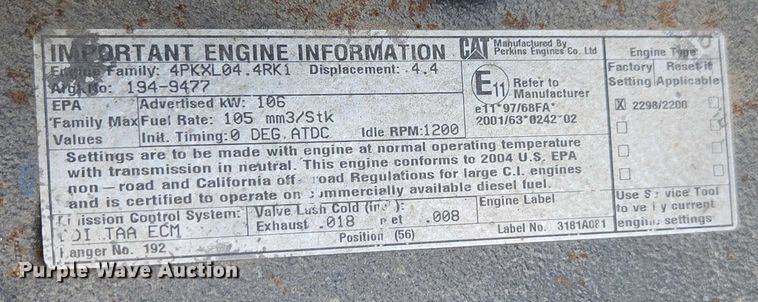 IMPORTANT ENGINE INFORMATION CAT Manufactured By Perkins Engines Co. Ltd
Engine Family: 4PKXL04.4RK1 Displacement: 4.4
No: 194-9477
EPA Family Max Values
Advertised kW: 106
Fuel Rate: 105 mm3/Stk
Init. Timing: 0 DEG.ATDC Idle RPM: 1200
E11 Refer to Manufacturer
e11*97/68FA*
2001/63*0242*02
Engine Type
Factory Setting
Reset if Applicable
X 2298/2200
Settings are to be made with engine at normal operating temperature
with transmission in neutral. This engine conforms to 2004 U.S. EPA
non-road and California off road Regulations for large C.I. engines
and is certified to operate on commercially available diesel fuel.
Emission Control System:
DI TAA ECM
Valve Lash Cold (in):
Exhaust .018 Inlet .008
Engine Label
Label No. 3181A081
Langer No. 192
Position (56)
Use Service Tool
to verify current
engine settings
Purple Wave Auction